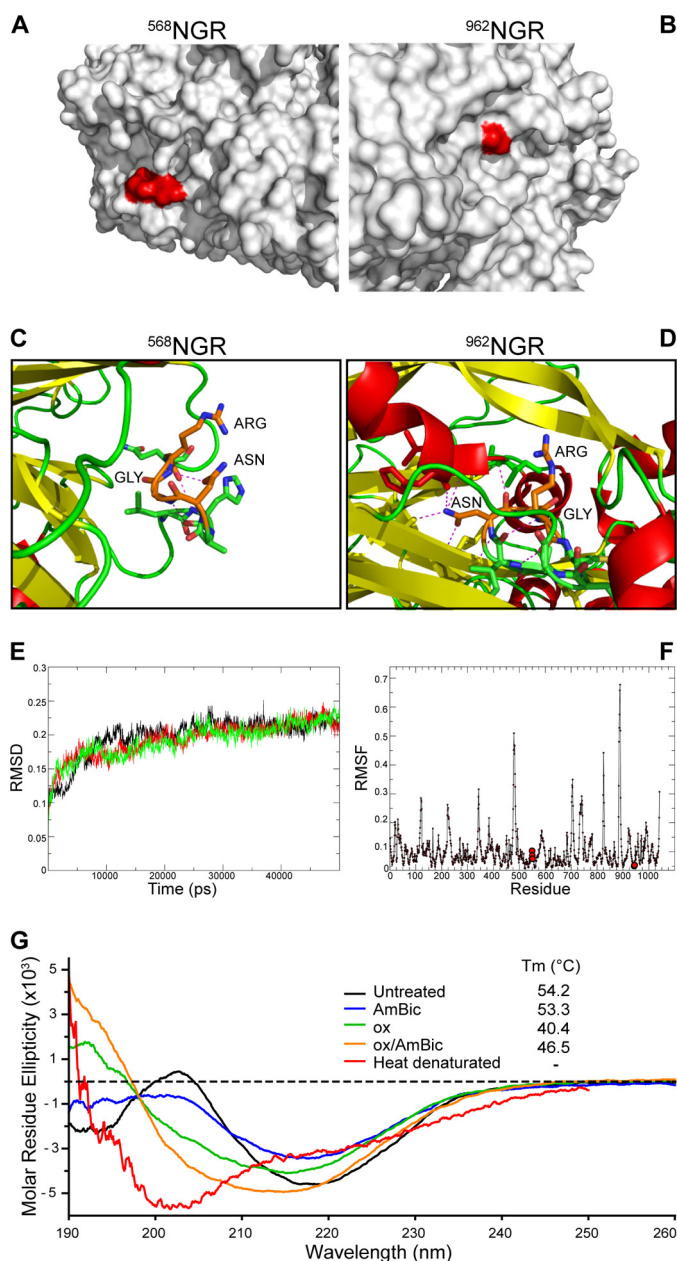 A
568NGR
962NGR
B
C
568NGR
962NGR
D
ARG
ASN
GLY
ARG
ASN
GLY
E
0.3
0.25
0.2
0.15
0.1
0.05
0
0
10000
20000
30000
40000
RMSD
Time (ps)
F
0.7
0.6
0.5
0.4
0.3
0.2
0.1
0
0
100
200
300
400
500
600
700
800
900
1000
RMSF
Residue
G
Molar Residue Ellipticity (x10³)
5
3
1
-1
-3
-5
190
200
210
220
230
240
250
260
Wavelength (nm)
Tm (°C)
Untreated 54.2
AmBic 53.3
ox 40.4
ox/AmBic 46.5
Heat denatured -